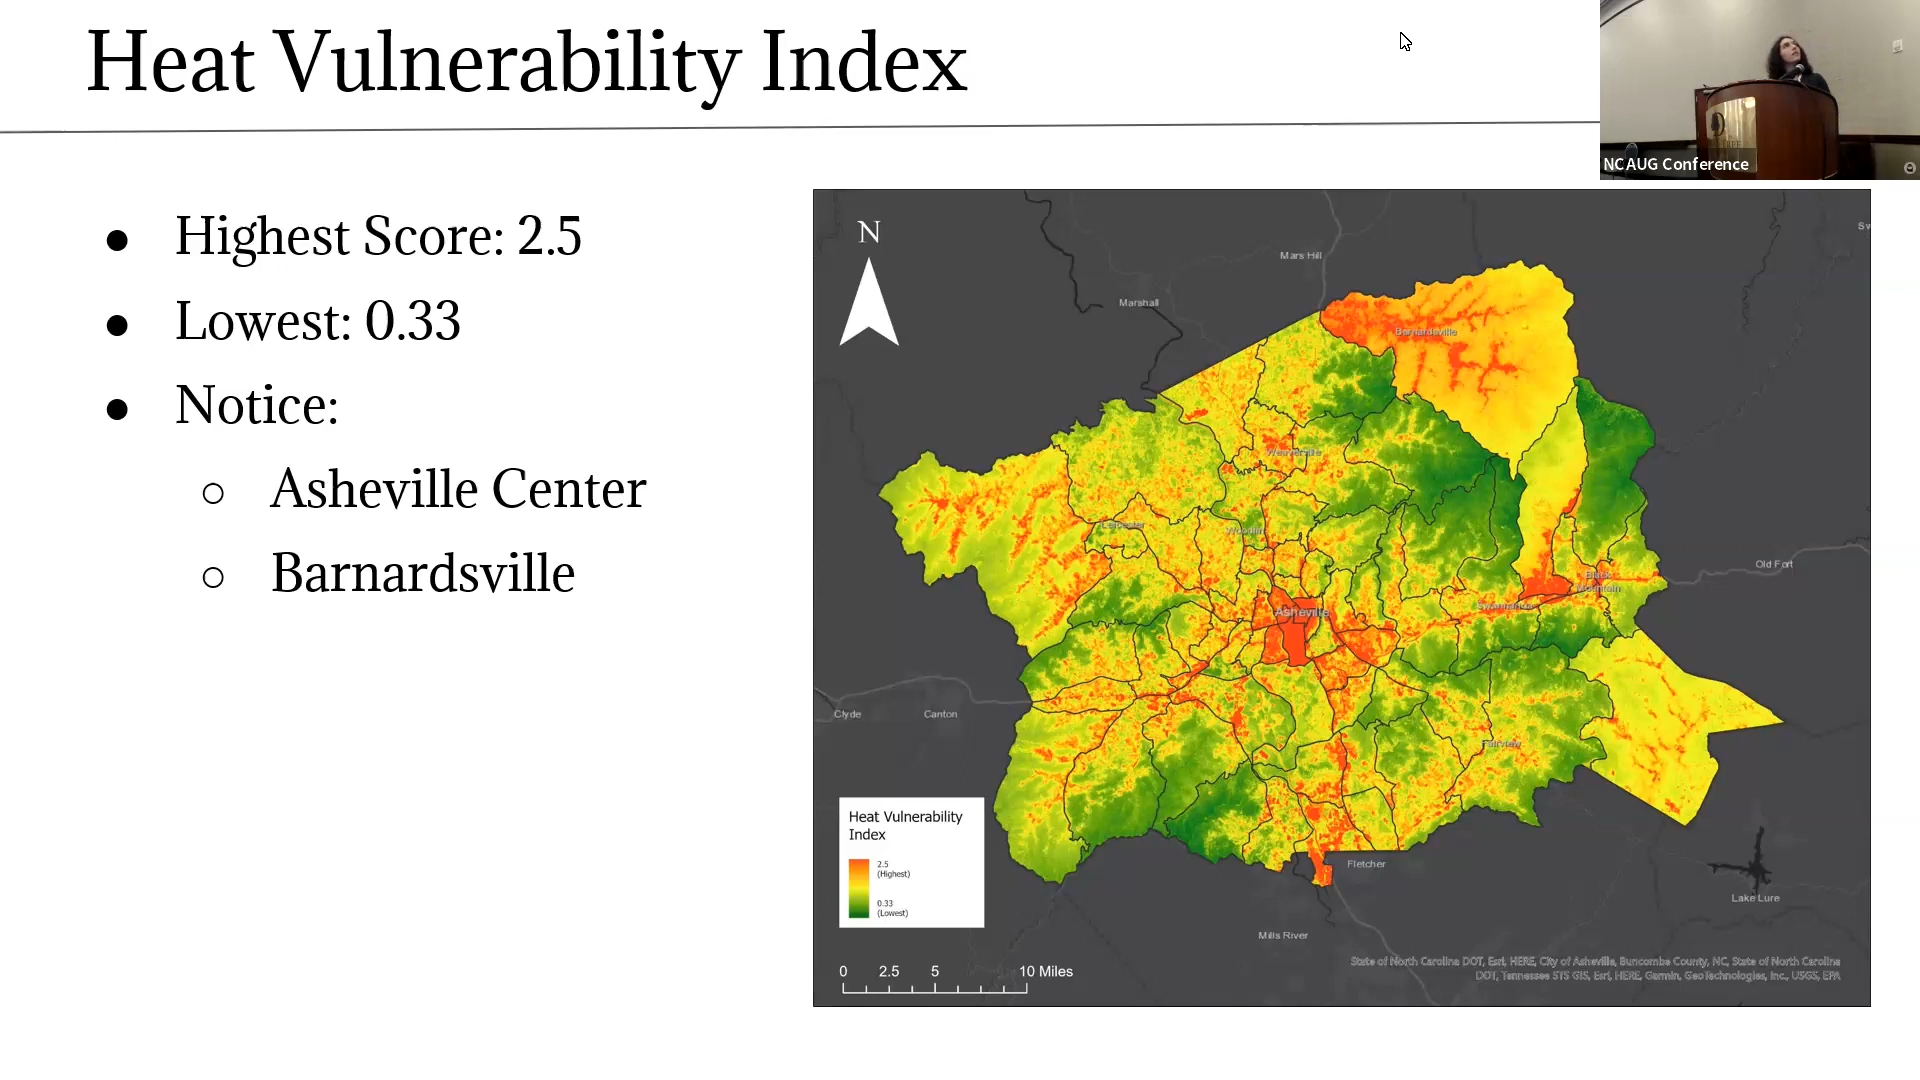 Heat Vulnerability Index
NCAUG Conference
● Highest Score: 2.5
● Lowest: 0.33
● Notice:
○ Asheville Center
○ Barnardsville
N
Mars Hill
Marshall
Barnardsville
Weaverville
Leicester
Woodfin
Old Fort
Black
Mountain
Swannanoa
Asheville
Clyde
Canton
Fairview
Heat Vulnerability
Index
2.5
(Highest)
0.33
(Lowest)
Fletcher
Lake Lure
Mills River
0 2.5 5 10 Miles
State of North Carolina DOT, Esri, HERE, City of Asheville, Buncombe County, NC, State of North Carolina
DOT, Tennessee STS GIS, Esri, HERE, Garmin, GeoTechnologies, Inc., USGS, EPA